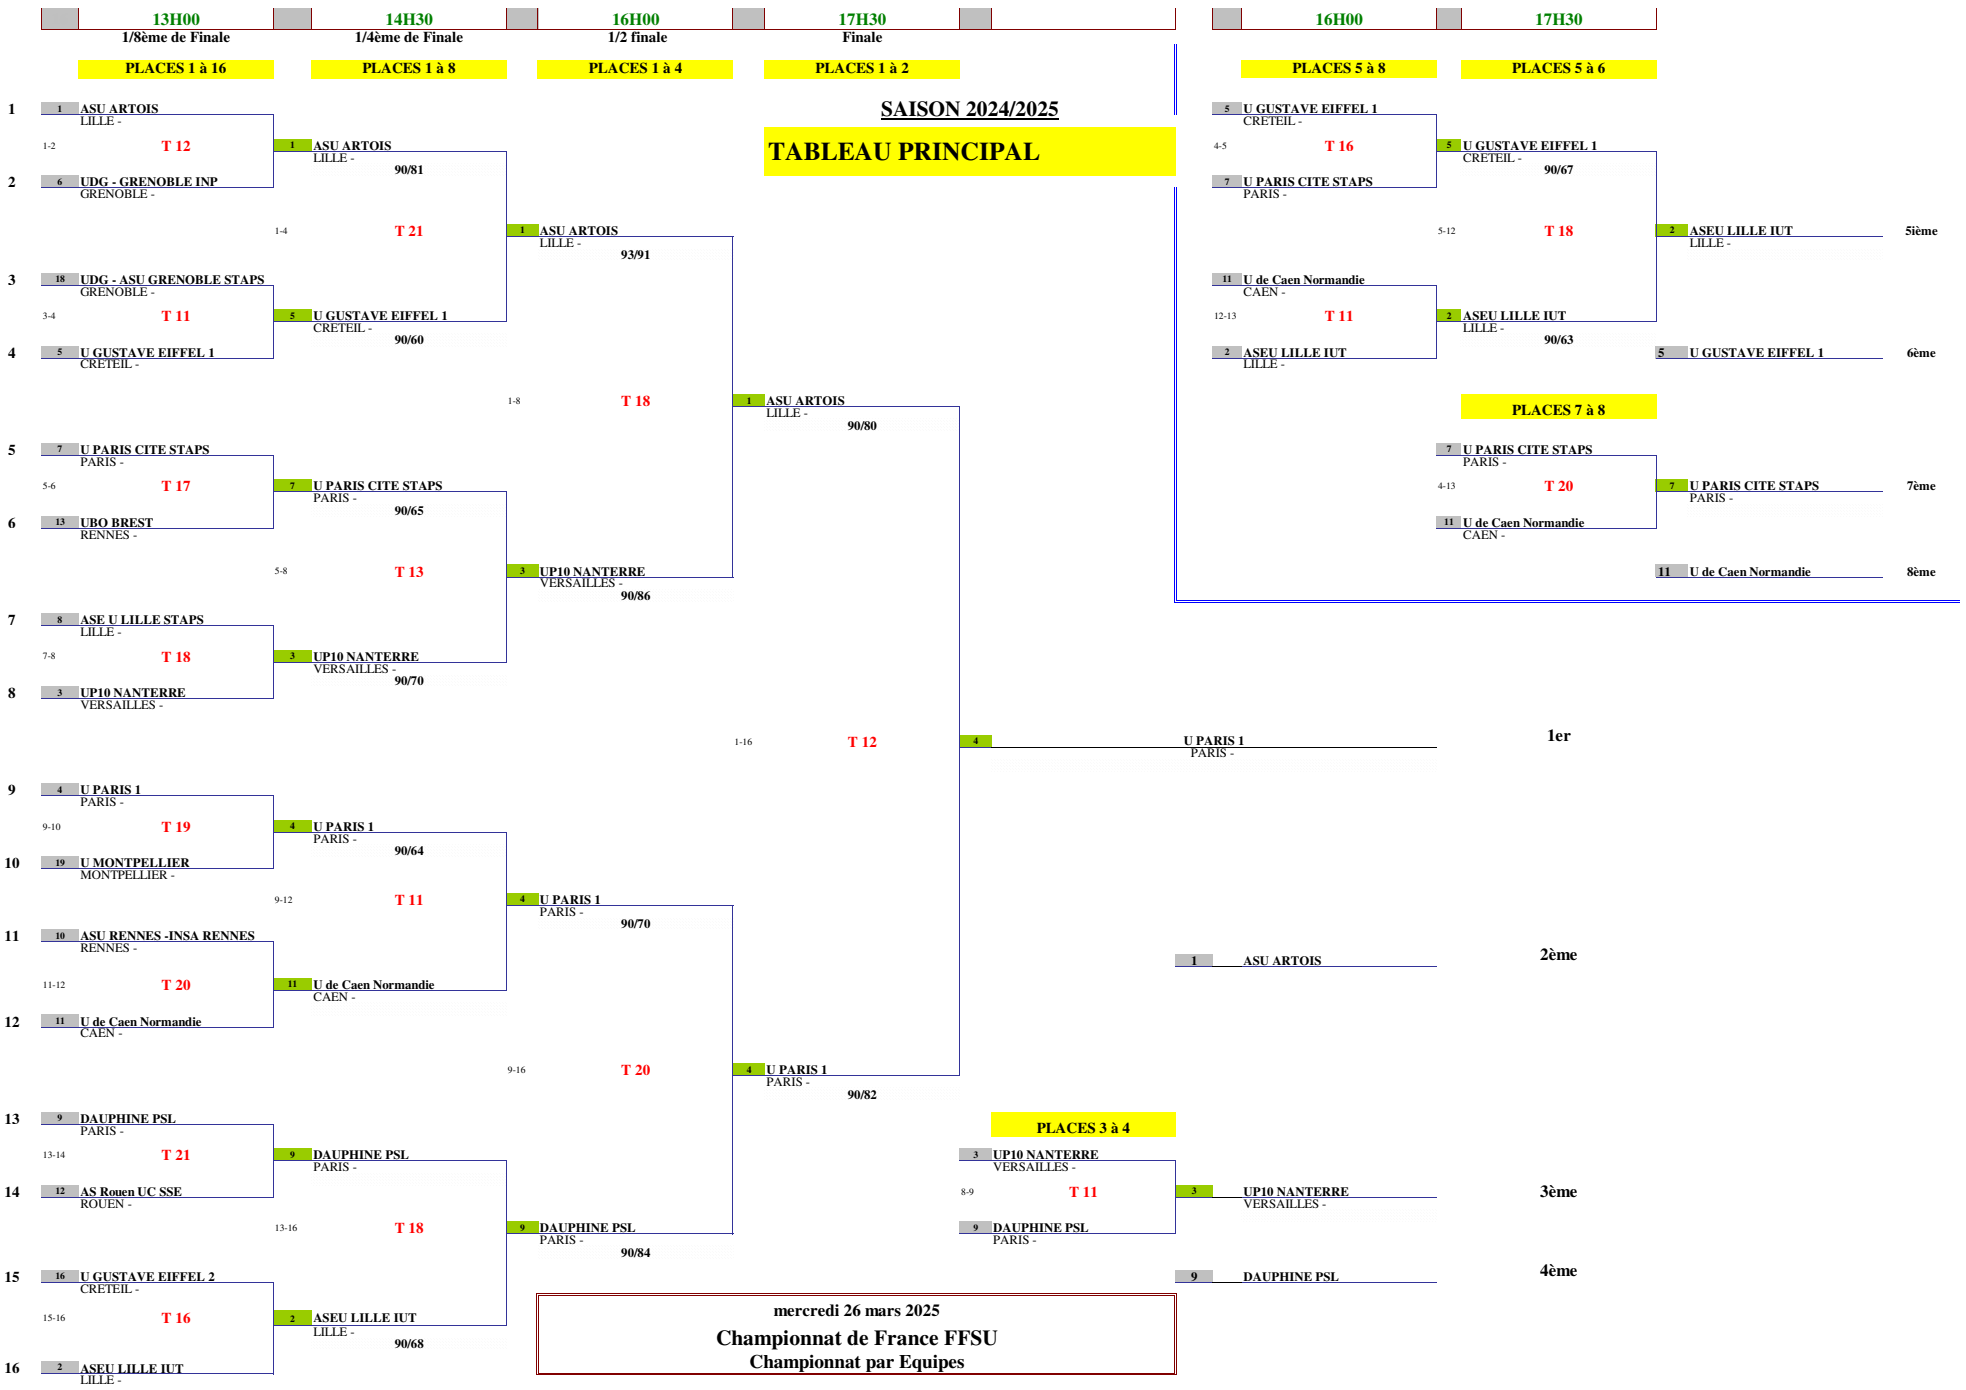 13H00
14H30
16H00
17H30
16H00
17H30
1/8ème de Finale
1/4ème de Finale
1/2 finale
Finale
PLACES 1 à 16
PLACES 1 à 8
PLACES 1 à 4
PLACES 1 à 2
PLACES 5 à 8
PLACES 5 à 6
SAISON 2024/2025
TABLEAU PRINCIPAL
1 1 ASU ARTOIS
LILLE -
1-2 T 12
2 6 UDG - GRENOBLE INP
GRENOBLE -
3 18 UDG - ASU GRENOBLE STAPS
GRENOBLE -
3-4 T 11
4 5 U GUSTAVE EIFFEL 1
CRETEIL -
5 7 U PARIS CITE STAPS
PARIS -
5-6 T 17
6 13 UBO BREST
RENNES -
7 8 ASE U LILLE STAPS
LILLE -
7-8 T 18
8 3 UP10 NANTERRE
VERSAILLES -
9 4 U PARIS 1
PARIS -
9-10 T 19
10 19 U MONTPELLIER
MONTPELLIER -
11 10 ASU RENNES -INSA RENNES
RENNES -
11-12 T 20
12 11 U de Caen Normandie
CAEN -
13 9 DAUPHINE PSL
PARIS -
13-14 T 21
14 12 AS Rouen UC SSE
ROUEN -
15 16 U GUSTAVE EIFFEL 2
CRETEIL -
15-16 T 16
16 2 ASEU LILLE IUT
LILLE -
1 ASU ARTOIS
LILLE -
90/81
1-4 T 21
5 U GUSTAVE EIFFEL 1
CRETEIL -
90/60
7 U PARIS CITE STAPS
PARIS -
90/65
5-8 T 13
3 UP10 NANTERRE
VERSAILLES -
90/70
4 U PARIS 1
PARIS -
90/64
9-12 T 11
11 U de Caen Normandie
CAEN -
9 DAUPHINE PSL
PARIS -
13-16 T 18
2 ASEU LILLE IUT
LILLE -
90/68
1 ASU ARTOIS
LILLE -
93/91
1-8 T 18
3 UP10 NANTERRE
VERSAILLES -
90/86
4 U PARIS 1
PARIS -
90/70
9-16 T 20
9 DAUPHINE PSL
PARIS -
90/84
1 ASU ARTOIS
LILLE -
90/80
1-16 T 12
4 U PARIS 1
PARIS -
90/82
4 U PARIS 1 1er
PARIS -
1 ASU ARTOIS 2ème
PLACES 3 à 4
3 UP10 NANTERRE
VERSAILLES -
8-9 T 11
9 DAUPHINE PSL
PARIS -
3 UP10 NANTERRE 3ème
VERSAILLES -
9 DAUPHINE PSL 4ème
5 U GUSTAVE EIFFEL 1
CRETEIL -
4-5 T 16
7 U PARIS CITE STAPS
PARIS -
11 U de Caen Normandie
CAEN -
12-13 T 11
2 ASEU LILLE IUT
LILLE -
5 U GUSTAVE EIFFEL 1
CRETEIL -
90/67
5-12 T 18
2 ASEU LILLE IUT
LILLE -
90/63
2 ASEU LILLE IUT 5ième
LILLE -
5 U GUSTAVE EIFFEL 1 6ème
PLACES 7 à 8
7 U PARIS CITE STAPS
PARIS -
4-13 T 20
11 U de Caen Normandie
CAEN -
7 U PARIS CITE STAPS 7ème
PARIS -
11 U de Caen Normandie 8ème
mercredi 26 mars 2025
Championnat de France FFSU
Championnat par Equipes